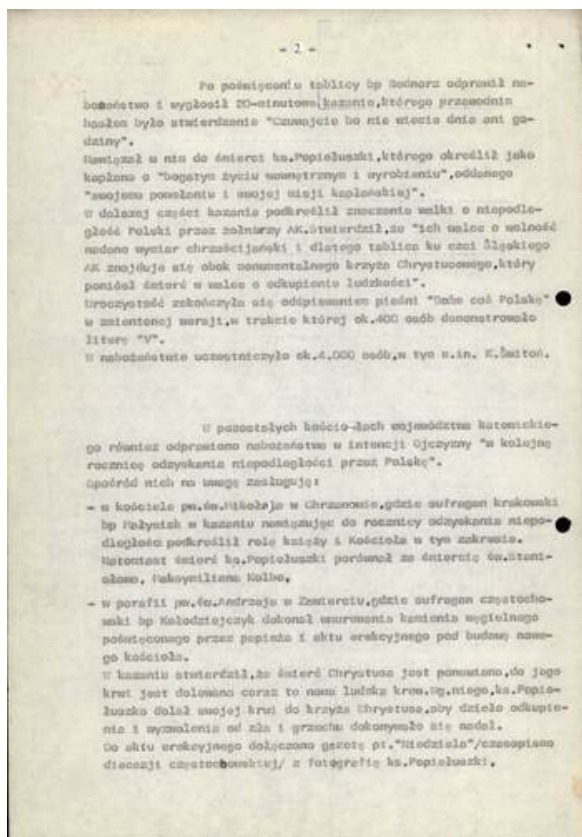 - 2 -
Po poświęceniu tablicy bp Bednorz odprawił na-
bożeństwo i wygłosił 20-minutowe kazanie,którego przewodnim
hasłem było stwierdzenie "Czuwajcie bo nie wiecie dnia ani go-
dziny".
Nawiązał w nim do śmierci ks.Popiełuszki,którego określił jako
kapłana o "bogatym życiu wewnętrznym i wyrobieniu",oddanego
"swojemu powołaniu i swojej misji kapłańskiej".
W dalszej części kazania podkreślił znaczenie walki o niepodle-
głość Polski przez żołnierzy AK.Stwierdził,że "ich walce o wolność
nadano wymiar chrześcijański i dlatego tablica ku czci Śląskiego
AK znajduje się obok monumentalnego krzyża Chrystusowego,który
poniósł śmierć w walce o odkupienie ludzkości".
Uroczystość zakończyła się odśpiewaniem pieśni "Boże coś Polskę"
w zmienionej wersji,w trakcie której ok.400 osób demonstrowało
literę "V".
W nabożeństwie uczestniczyło ok.4.000 osób,w tym m.in. K.Świtoń.
W pozostałych kościo-łach województwa katowickie-
go również odprawiano nabożeństwa w intencji Ojczyzny "w kolejną
rocznicę odzyskania niepodległości przez Polskę".
Spośród nich na uwagę zasługują:
- w kościele pw.św.Mikołaja w Chrzanowie,gdzie sufragan krakowski
bp Małysiak w kazaniu nawiązując do rocznicy odzyskania niepo-
dległości podkreślił rolę księży i Kościoła w tym zakresie.
Natomiast śmierć ks.Popiełuszki porównał ze śmiercią św.Stani-
sława, Maksymiliana Kolbe.
- w parafii pw.św.Andrzeja w Zawierciu,gdzie sufragan częstocho-
wski bp Kołodziejczyk dokonał wmurowania kamienia węgielnego
poświęconego przez papieża i aktu erekcyjnego pod budowę nowe-
go kościoła.
W kazaniu stwierdził,że śmierć Chrystusa jest ponawiana,do jego
krwi jest dolewana coraz to nowa ludzka krew.Wg.niego,ks.Popie-
łuszko dolał swojej krwi do krzyża Chrystusa,aby dzieło odkupie-
nia i wyzwolenia od zła i grzechu dokonywało się nadal.
Do aktu erekcyjnego dołączono gazetę pt."Niedziela"/czasopismo
diecezji częstochowskiej/ z fotografią ks.Popiełuszki.